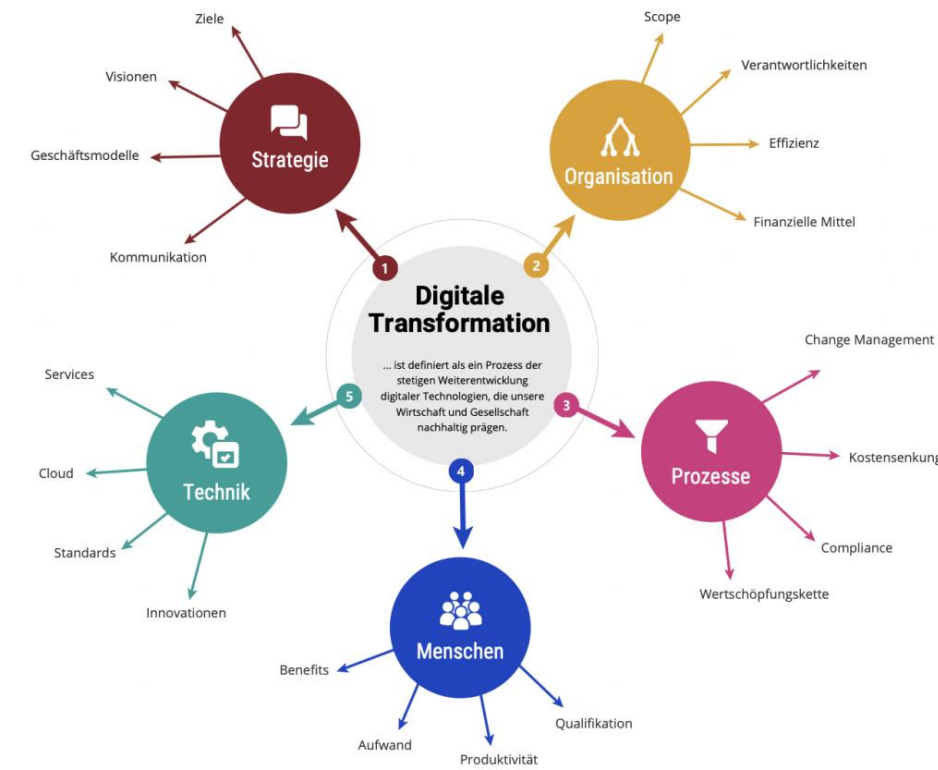 Digitale
Transformation
... ist definiert als ein Prozess der
stetigen Weiterentwicklung
digitaler Technologien, die unsere
Wirtschaft und Gesellschaft
nachhaltig prägen.
1
Strategie
Ziele
Visionen
Geschäftsmodelle
Kommunikation
2
Organisation
Scope
Verantwortlichkeiten
Effizienz
Finanzielle Mittel
3
Prozesse
Change Management
Kostensenkung
Compliance
Wertschöpfungskette
4
Menschen
Benefits
Aufwand
Produktivität
Qualifikation
5
Technik
Services
Cloud
Standards
Innovationen